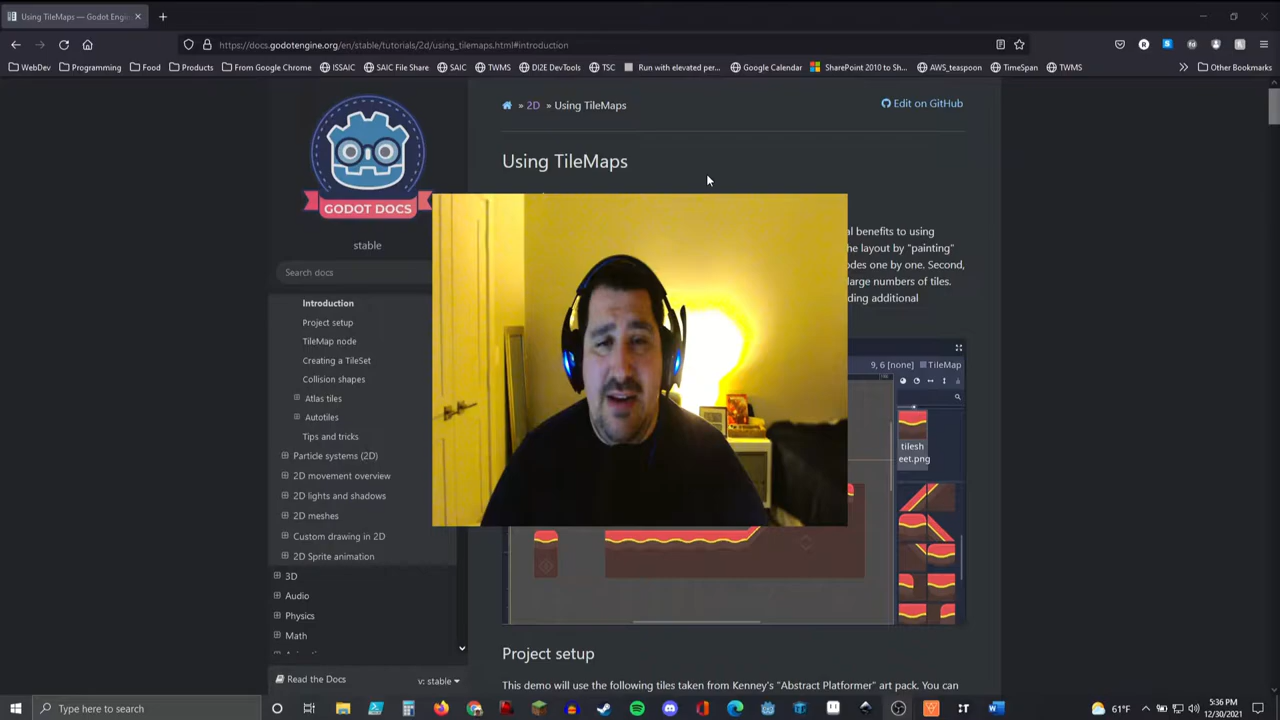 Using TileMaps — Godot Engin
https://docs.godotengine.org/en/stable/tutorials/2d/using_tilemaps.html#introduction
WebDev Programming Food Products From Google Chrome ISSAIC SAIC File Share SAIC TWMS DI2E DevTools TSC Run with elevated per... Google Calendar SharePoint 2010 to Sh... AWS_teaspoon TimeSpan TWMS Other Bookmarks
» 2D » Using TileMaps
Edit on GitHub
Using TileMaps
GODOT DOCS
stable
Search docs
Introduction
Project setup
TileMap node
Creating a TileSet
Collision shapes
Atlas tiles
Autotiles
Tips and tricks
Particle systems (2D)
2D movement overview
2D lights and shadows
2D meshes
Custom drawing in 2D
2D Sprite animation
3D
Audio
Physics
Math
Read the Docs
v: stable
al benefits to using
he layout by "painting"
odes one by one. Second,
large numbers of tiles.
ding additional
9, 6 [none] TileMap
tilesh
eet.png
Project setup
This demo will use the following tiles taken from Kenney's "Abstract Platformer" art pack. You can
Type here to search
61°F
5:36 PM
12/30/2021